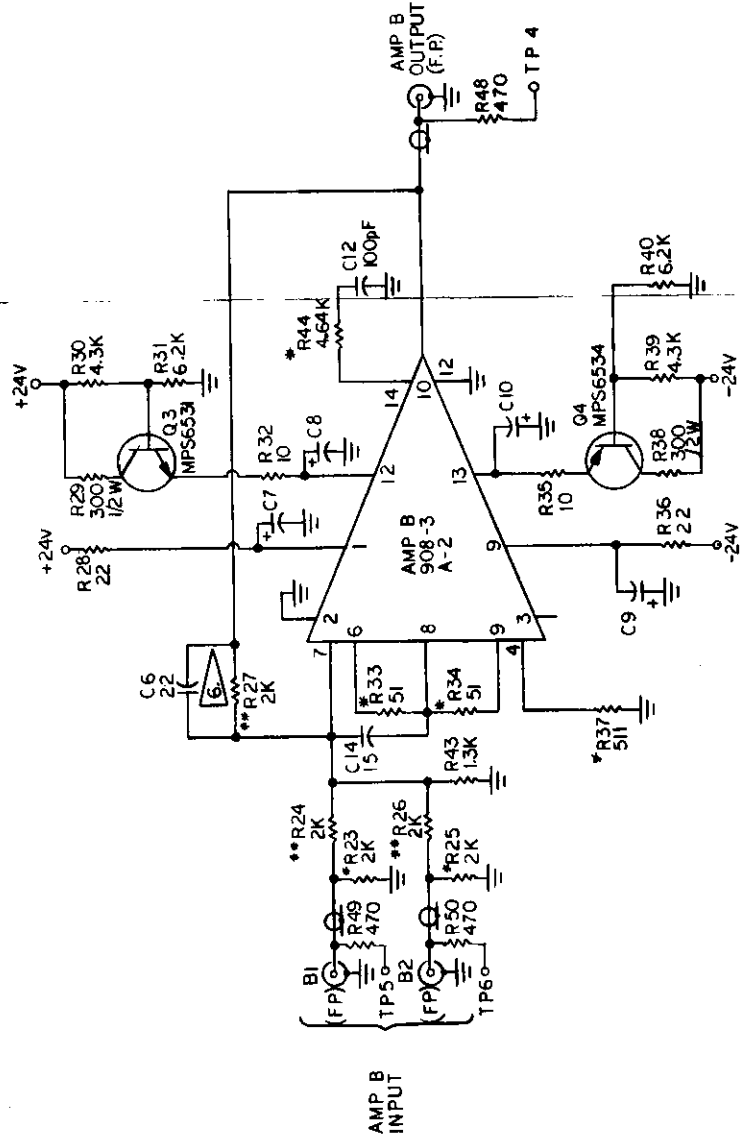 AMP B
OUTPUT
(F.P.)
R48
470
TP4
+24V
R30
4.3K
R31
6.2K
Q3
MPS6531
R29
300
1/2W
+24V
R28
22
R32
10
C8
+
C7
+
*R44
4.64K
C12
100pF
14
12
1
10
12
2
7
6
8
9
4
3
9
13
AMP B
908-3
A-2
C6
22
6.
**R27
2K
*R33
51
*R34
51
C14
15
R43
1.3K
*R37
511
C10
+
R35
10
Q4
MPS6534
R40
6.2K
R39
4.3K
-24V
R38
300
1/2W
R36
22
-24V
C9
+
**R24
2K
*R23
2K
**R26
2K
*R25
2K
R49
470
R50
470
B1
(FP)
TP5
B2
(FP)
TP6
AMP B
INPUT